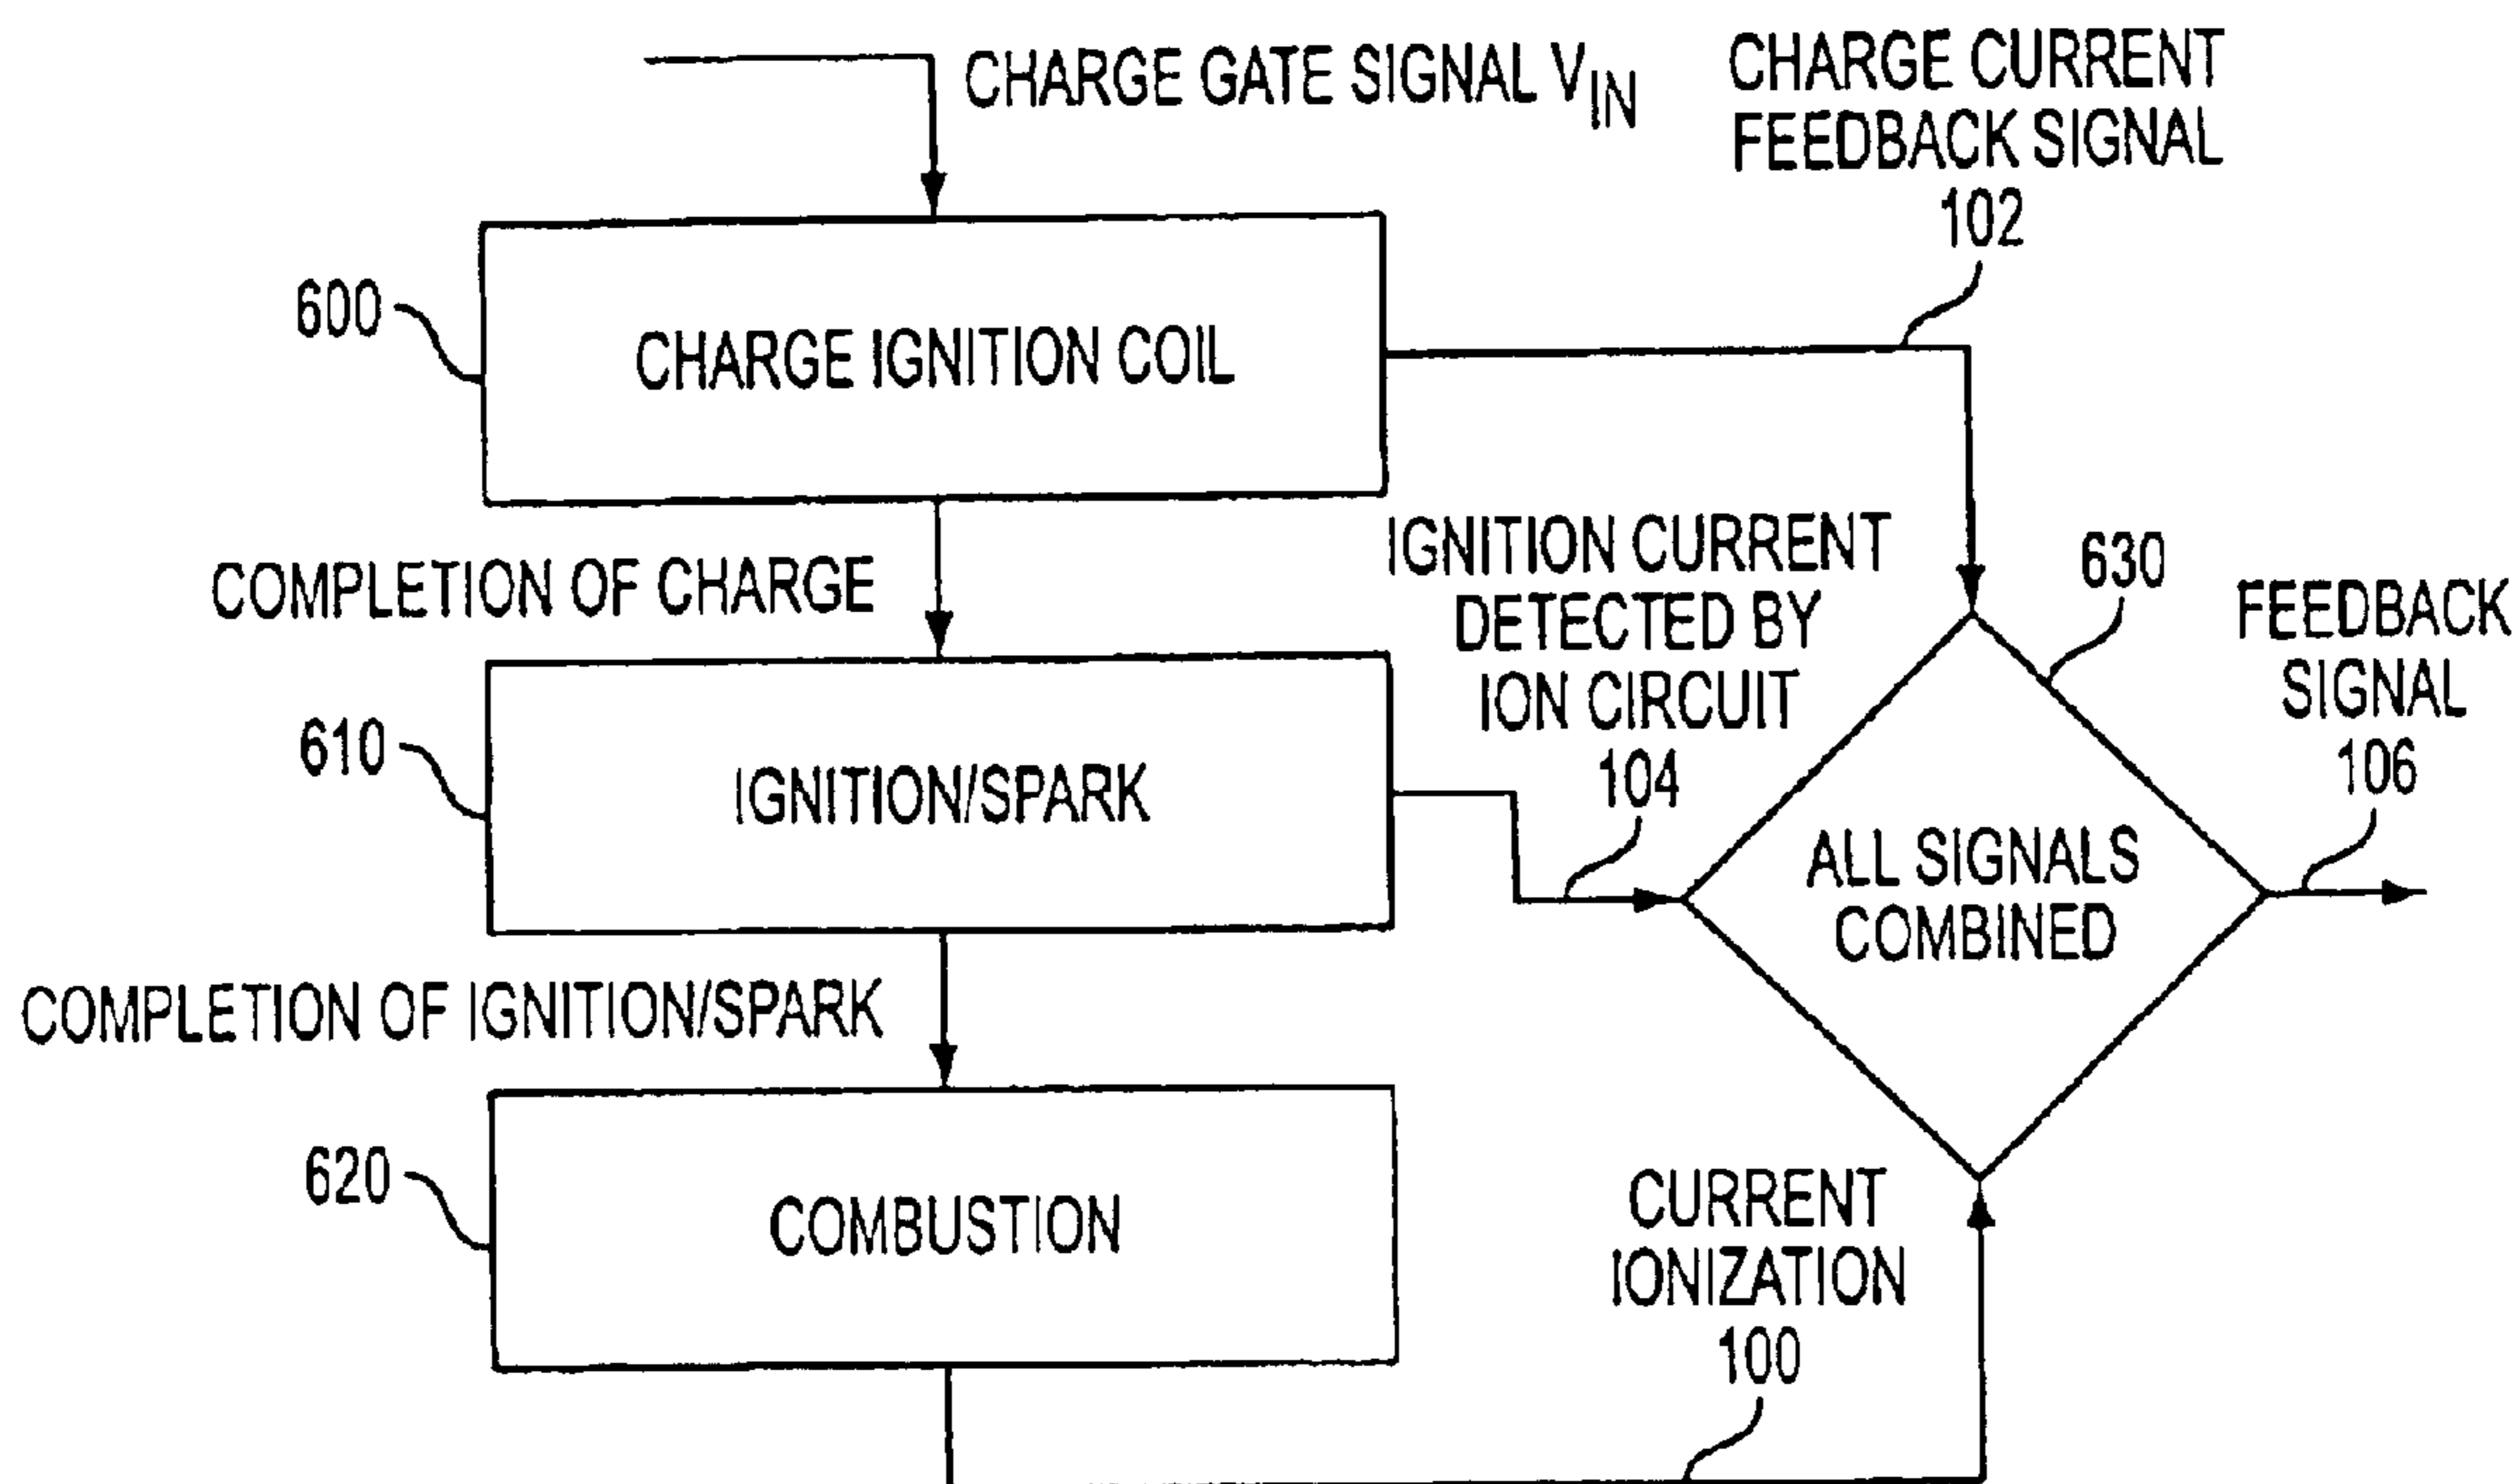 CHARGE GATE SIGNAL VIN
CHARGE CURRENT
FEEDBACK SIGNAL
102
600
CHARGE IGNITION COIL
COMPLETION OF CHARGE
IGNITION CURRENT
DETECTED BY
ION CIRCUIT
104
630
FEEDBACK
SIGNAL
106
610
IGNITION/SPARK
ALL SIGNALS
COMBINED
COMPLETION OF IGNITION/SPARK
620
COMBUSTION
CURRENT
IONIZATION
100